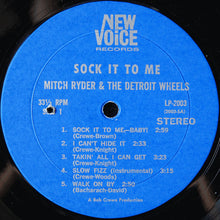 NEW
VOICE
RECORDS
SOCK IT TO ME
MITCH RYDER & THE DETROIT WHEELS
33⅓ RPM
LP-2003
1
STEREO
1. SOCK IT TO ME—BABY! 2:59
(Crewe-Brown)
2. I CAN'T HIDE IT 2:33
(Crewe-Knight)
3. TAKIN' ALL I CAN GET 3:23
(Crewe-Knight)
4. SLOW FIZZ (instrumental) 3:15
(Crewe-Woods)
5. WALK ON BY 2:50
(Bacharach-David)
A Bob Crewe Production